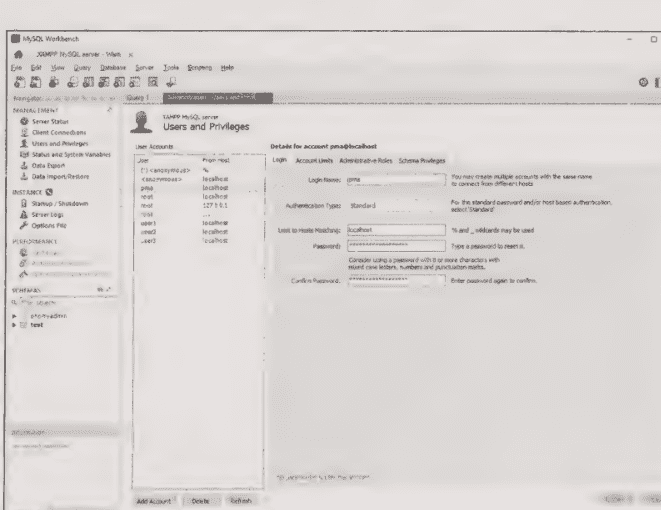 MySQL Workbench
XAMPP MySQL server
File Edit View Query Database Server Tools Scripting Help
Navigator
Query 1
MANAGEMENT
Server Status
Client Connections
Users and Privileges
Status and System Variables
Data Export
Data Import/Restore
INSTANCE
Startup / Shutdown
Server Logs
Options File
PERFORMANCE
SCHEMAS
phpmyadmin
test
XAMPP MySQL server
Users and Privileges
User Accounts
User From Host
(!) <anonymous> %
<anonymous> localhost
pma localhost
root localhost
root 127.0.0.1
root
user1 localhost
user2 localhost
user3 localhost
Add Account Delete Refresh
Details for account pma@localhost
Login Account Limits Administrative Roles Schema Privileges
Login Name: pma
You may create multiple accounts with the same name
to connect from different hosts
Authentication Type: Standard
For the standard password and/or host based authentication,
select 'Standard'
Limit to Hosts Matching: localhost
% and _ wildcards may be used
Password:
Type a password to reset it.
Consider using a password with 8 or more characters with
mixed case letters, numbers and punctuation marks.
Confirm Password:
Enter password again to confirm.